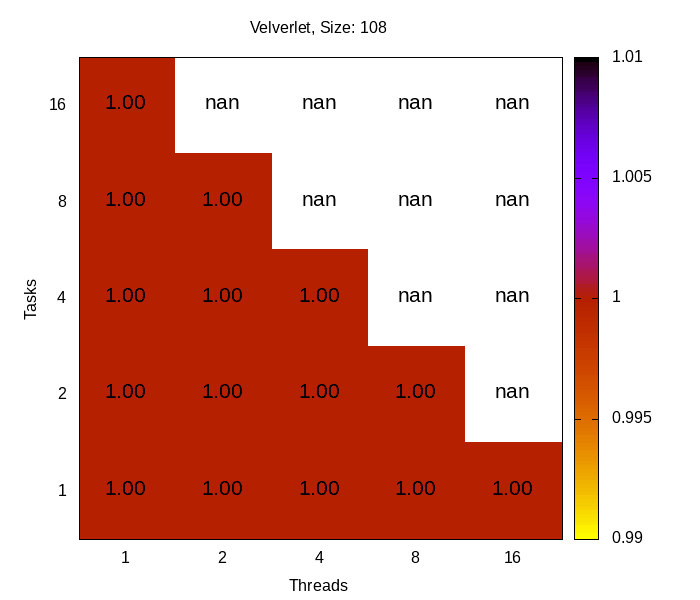 Velverlet, Size: 108
16 1.00 nan nan nan nan
8 1.00 1.00 nan nan nan
4 1.00 1.00 1.00 nan nan
2 1.00 1.00 1.00 1.00 nan
1 1.00 1.00 1.00 1.00 1.00
1 2 4 8 16
Threads
Tasks
1.01
1.005
1
0.995
0.99